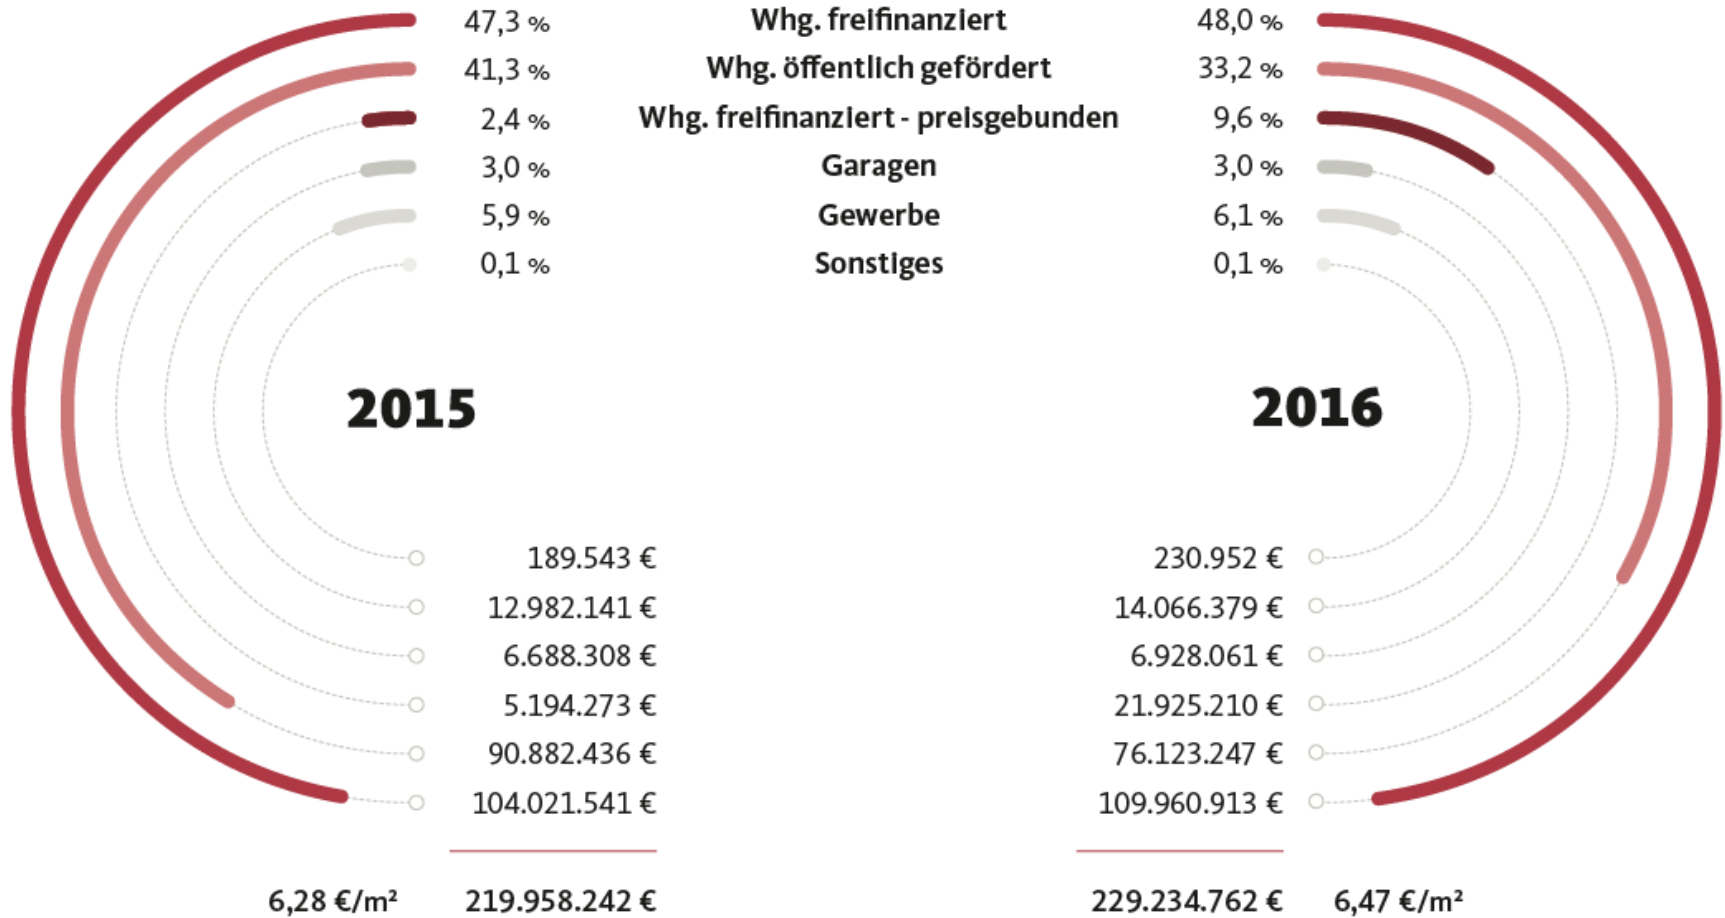 47,3 % Whg. freifinanziert 48,0 %
41,3 % Whg. öffentlich gefördert 33,2 %
2,4 % Whg. freifinanziert - preisgebunden 9,6 %
3,0 % Garagen 3,0 %
5,9 % Gewerbe 6,1 %
0,1 % Sonstiges 0,1 %
2015 2016
189.543 € 230.952 €
12.982.141 € 14.066.379 €
6.688.308 € 6.928.061 €
5.194.273 € 21.925.210 €
90.882.436 € 76.123.247 €
104.021.541 € 109.960.913 €
6,28 €/m² 219.958.242 € 229.234.762 € 6,47 €/m²